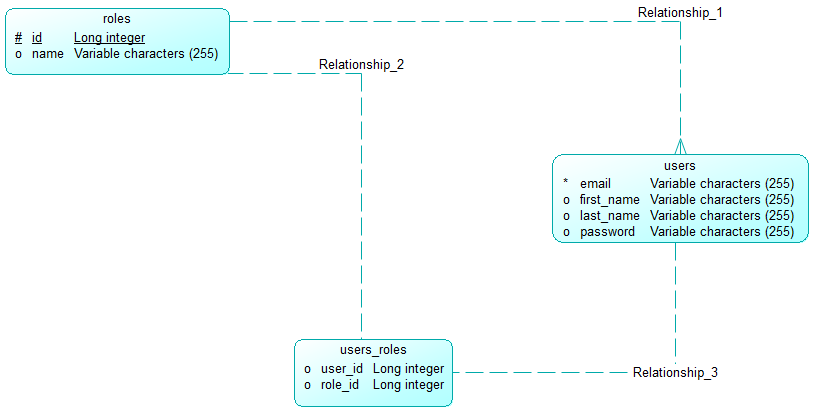 roles
# id Long integer
o name Variable characters (255)
Relationship_1
Relationship_2
users
* email Variable characters (255)
o first_name Variable characters (255)
o last_name Variable characters (255)
o password Variable characters (255)
users_roles
o user_id Long integer
o role_id Long integer
Relationship_3